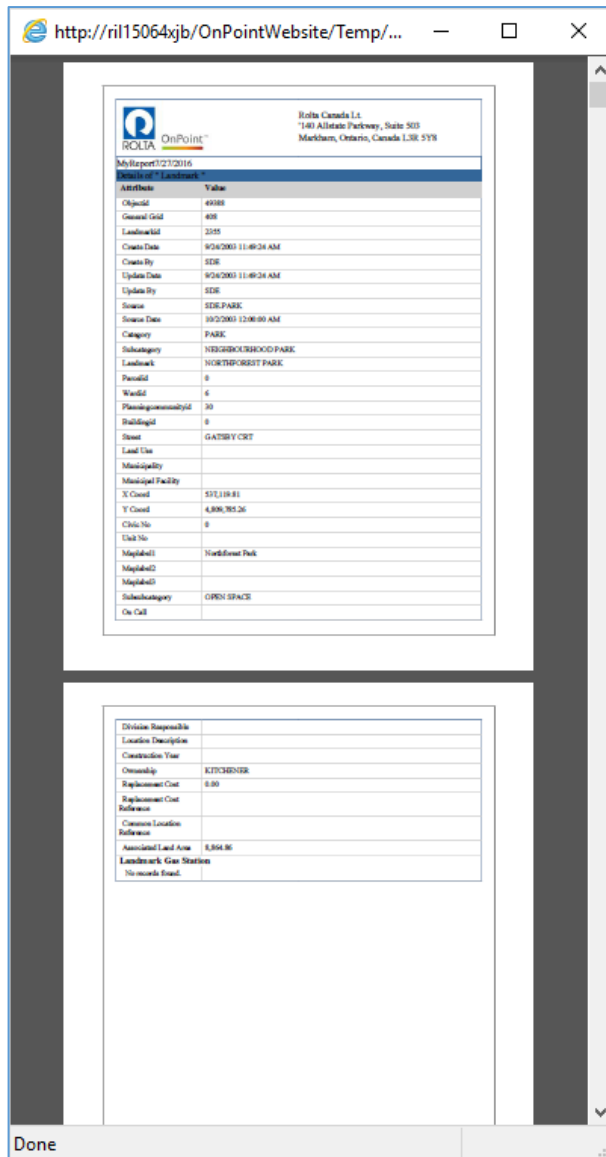 http://ril15064xjb/OnPointWebsite/Temp/...
ROLTA OnPoint™
Rolta Canada Lt.
'140 Allstate Parkway, Suite 503
Markham, Ontario, Canada L3R 5Y8
MyReport7/27/2016
Details of " Landmark "
Attribute Value
Objectid 49388
General Grid 408
Landmarkid 2355
Create Date 9/24/2003 11:49:24 AM
Create By SDE
Update Date 9/24/2003 11:49:24 AM
Update By SDE
Source SDE.PARK
Source Date 10/2/2003 12:00:00 AM
Category PARK
Subcategory NEIGHBOURHOOD PARK
Landmark NORTHFOREST PARK
Parcelid 0
Wardid 6
Planningcommunityid 30
Buildingid 0
Street GATSBY CRT
Land Use
Municipality
Municipal Facility
X Coord 537,119.81
Y Coord 4,809,785.26
Civic No 0
Unit No
Maplabel1 Northforest Park
Maplabel2
Maplabel3
Subsubcategory OPEN SPACE
On Call
Division Responsible
Location Description
Construction Year
Ownership KITCHENER
Replacement Cost 0.00
Replacement Cost
Reference
Common Location
Reference
Associated Land Area 8,864.86
Landmark Gas Station
No records found.
Done